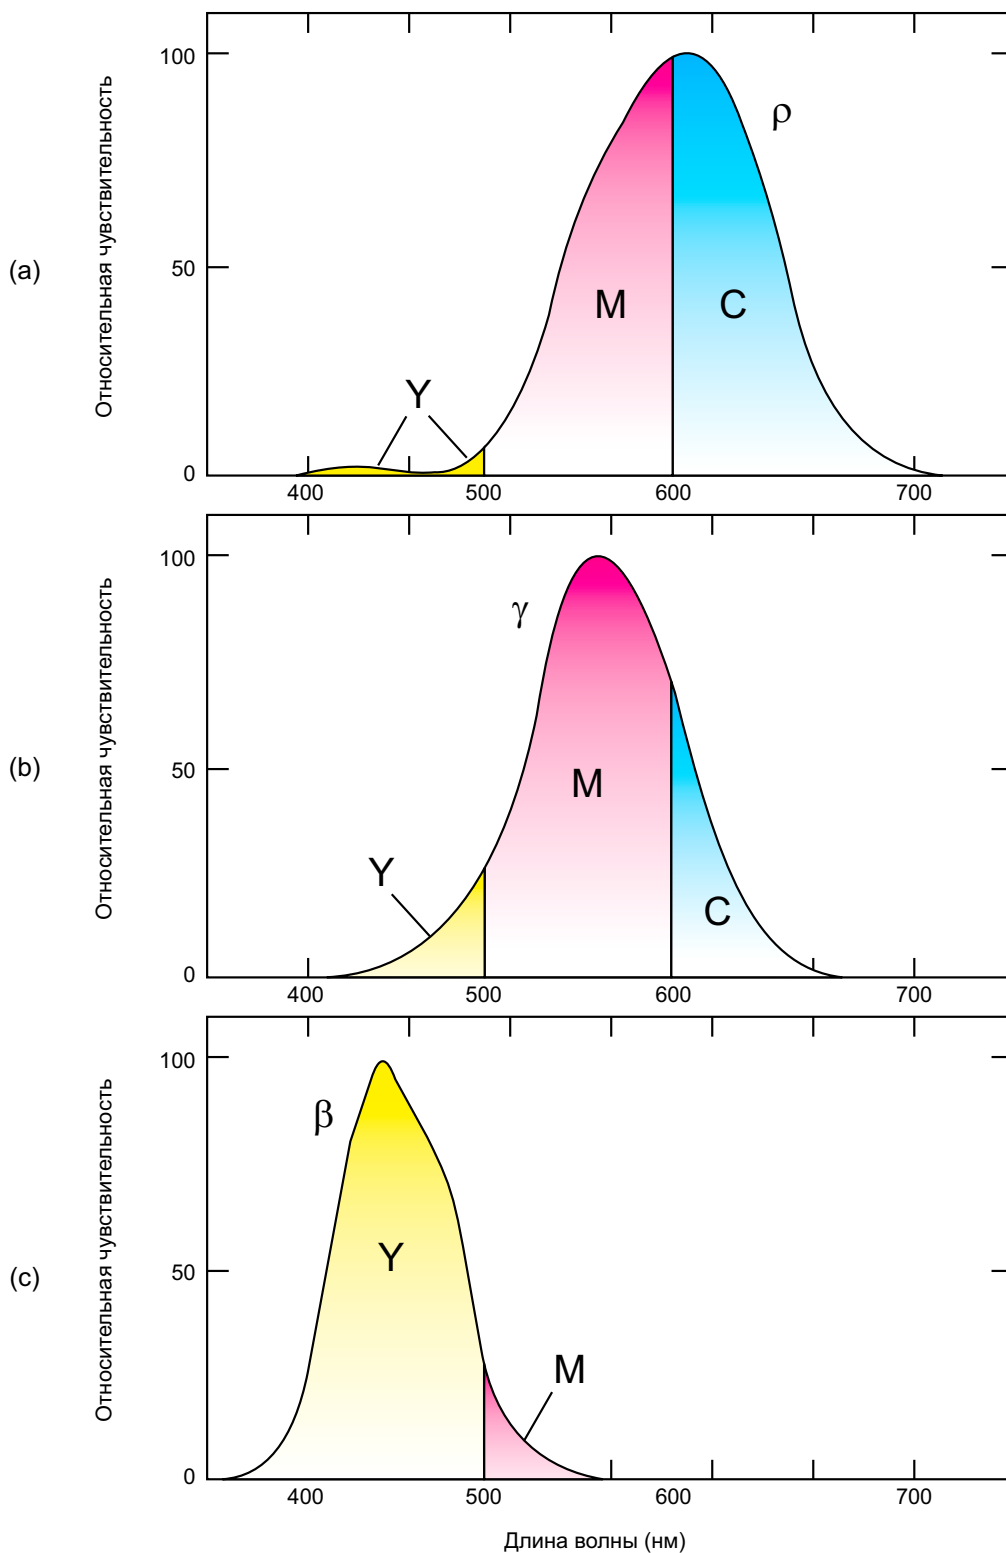 Относительная чувствительность
(a)
100
50
0
ρ
M
C
Y
400 500 600 700
Относительная чувствительность
(b)
100
50
0
γ
M
Y
C
400 500 600 700
Относительная чувствительность
(c)
100
50
0
β
Y
M
400 500 600 700
Длина волны (нм)